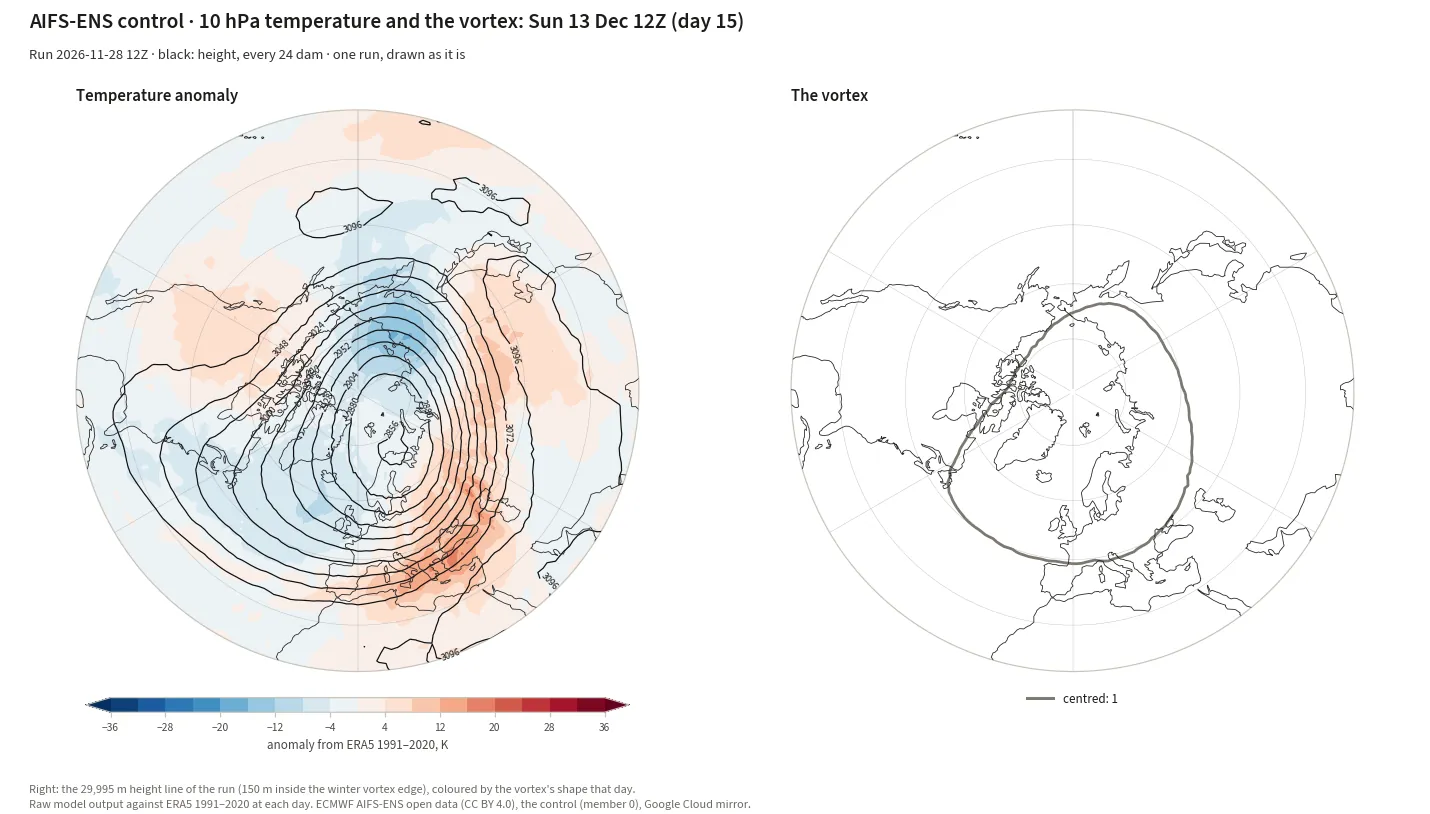 AIFS-ENS control · 10 hPa temperature and the vortex: Sun 13 Dec 12Z (day 15)
Run 2026-11-28 12Z · black: height, every 24 dam · one run, drawn as it is
Temperature anomaly
The vortex
3096
3096
3024
3048
2952
3096
2904
2880
2880
2856
3072
3096
3096
centred: 1
−36 −28 −20 −12 −4 4 12 20 28 36
anomaly from ERA5 1991–2020, K
Right: the 29,995 m height line of the run (150 m inside the winter vortex edge), coloured by the vortex's shape that day.
Raw model output against ERA5 1991–2020 at each day. ECMWF AIFS-ENS open data (CC BY 4.0), the control (member 0), Google Cloud mirror.